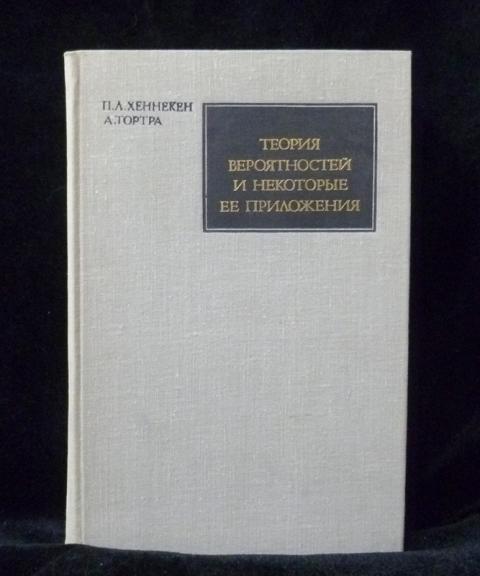 П.Л.ХЕННЕКЕН
А.ТОРТРА
ТЕОРИЯ
ВЕРОЯТНОСТЕЙ
И НЕКОТОРЫЕ
ЕЕ ПРИЛОЖЕНИЯ